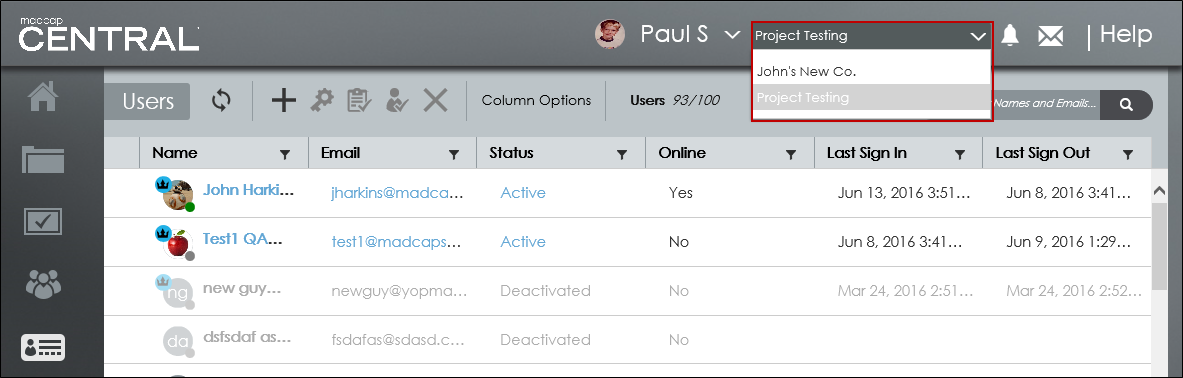 madcap
CENTRAL
Paul S
Project Testing
| Help
John's New Co.
Project Testing
Users
Column Options
Users 93/100
Names and Emails...
Name
Email
Status
Online
Last Sign In
Last Sign Out
John Harki... jharkins@madca... Active Yes Jun 13, 2016 3:51... Jun 8, 2016 3:41...
Test1 QA... test1@madcaps... Active No Jun 8, 2016 3:41... Jun 9, 2016 1:29...
ng new guy... newguy@yopma... Deactivated No Mar 24, 2016 2:51... Mar 24, 2016 2:52...
da dsfsdaf as... fsdafas@sdasd.c... Deactivated No